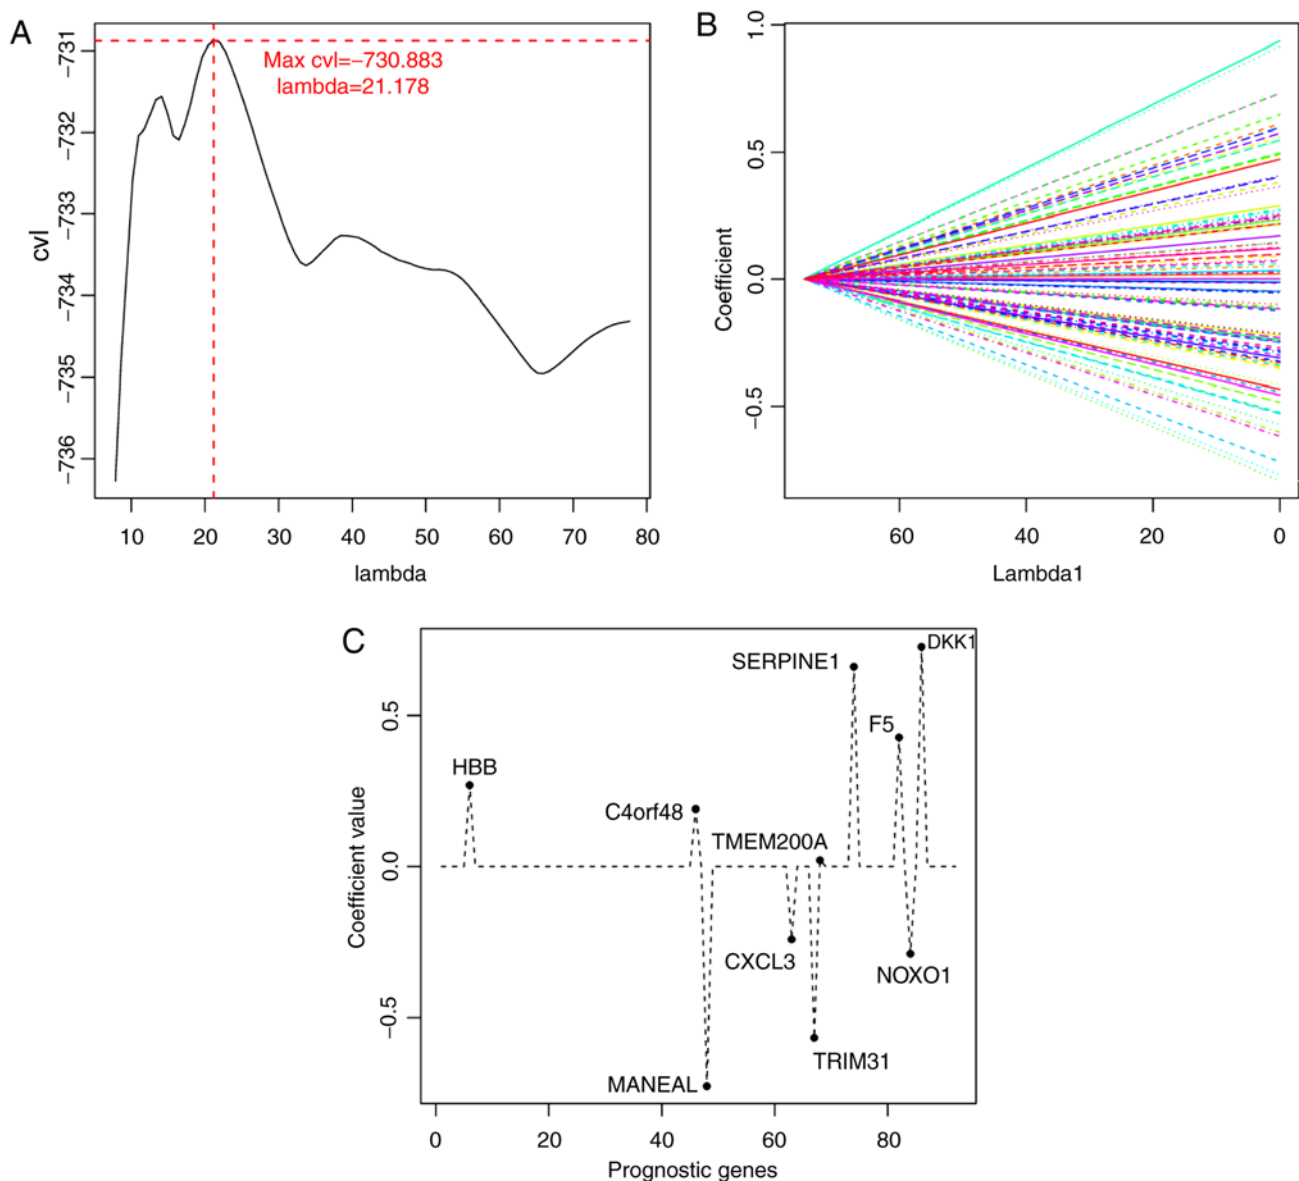 A
cvl
−731
−732
−733
−734
−735
−736
Max cvl=−730.883
lambda=21.178
10 20 30 40 50 60 70 80
lambda
B
Coefficient
1.0
0.5
0.0
−0.5
60 40 20 0
Lambda1
C
Coefficient value
0.5
0.0
−0.5
DKK1
SERPINE1
F5
HBB
C4orf48
TMEM200A
CXCL3
NOXO1
TRIM31
MANEAL
0 20 40 60 80
Prognostic genes